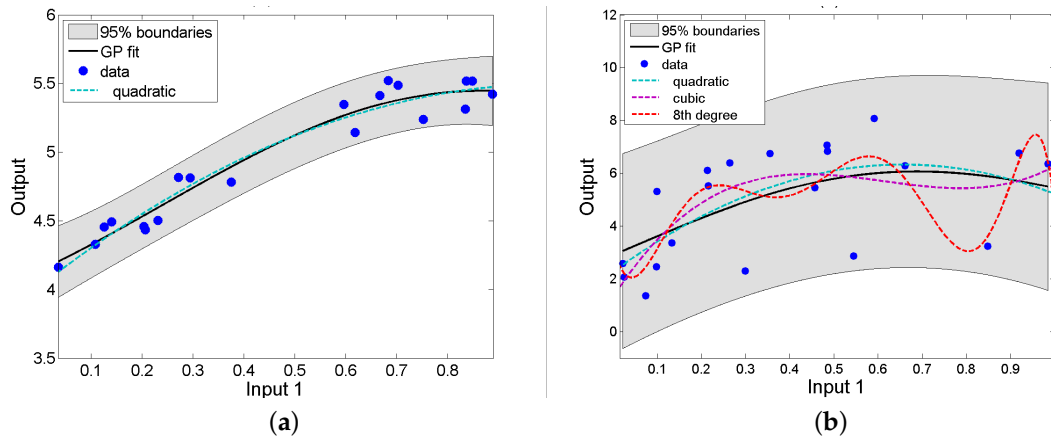 6
5.5
5
4.5
4
3.5
Output
95% boundaries
GP fit
data
quadratic
0.1 0.2 0.3 0.4 0.5 0.6 0.7 0.8
Input 1
(a)
12
10
8
6
4
2
0
Output
95% boundaries
GP fit
data
quadratic
cubic
8th degree
0.1 0.2 0.3 0.4 0.5 0.6 0.7 0.8 0.9
Input 1
(b)